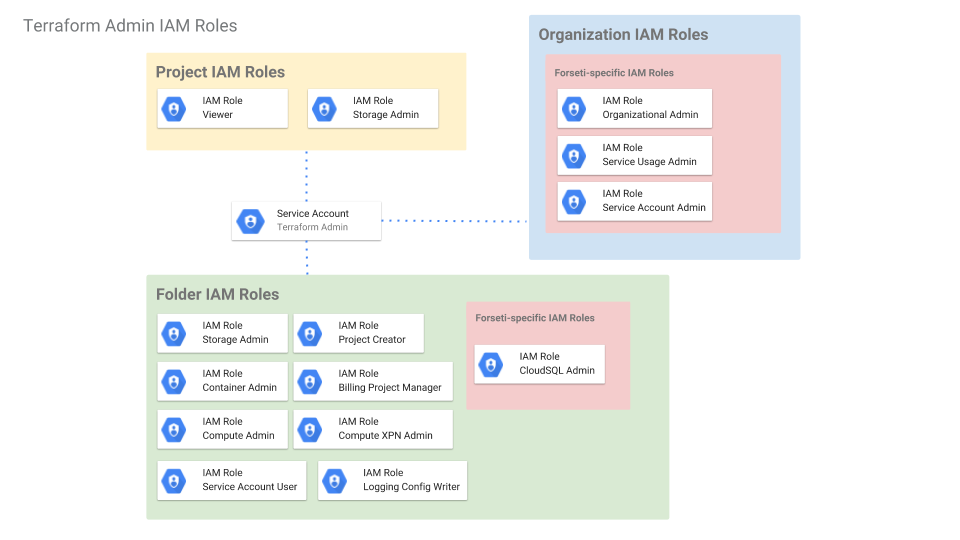 Terraform Admin IAM Roles
Project IAM Roles
IAM Role
Viewer
IAM Role
Storage Admin
Organization IAM Roles
Forseti-specific IAM Roles
IAM Role
Organizational Admin
IAM Role
Service Usage Admin
IAM Role
Service Account Admin
Service Account
Terraform Admin
Folder IAM Roles
IAM Role
Storage Admin
IAM Role
Project Creator
IAM Role
Container Admin
IAM Role
Billing Project Manager
IAM Role
Compute Admin
IAM Role
Compute XPN Admin
IAM Role
Service Account User
IAM Role
Logging Config Writer
Forseti-specific IAM Roles
IAM Role
CloudSQL Admin